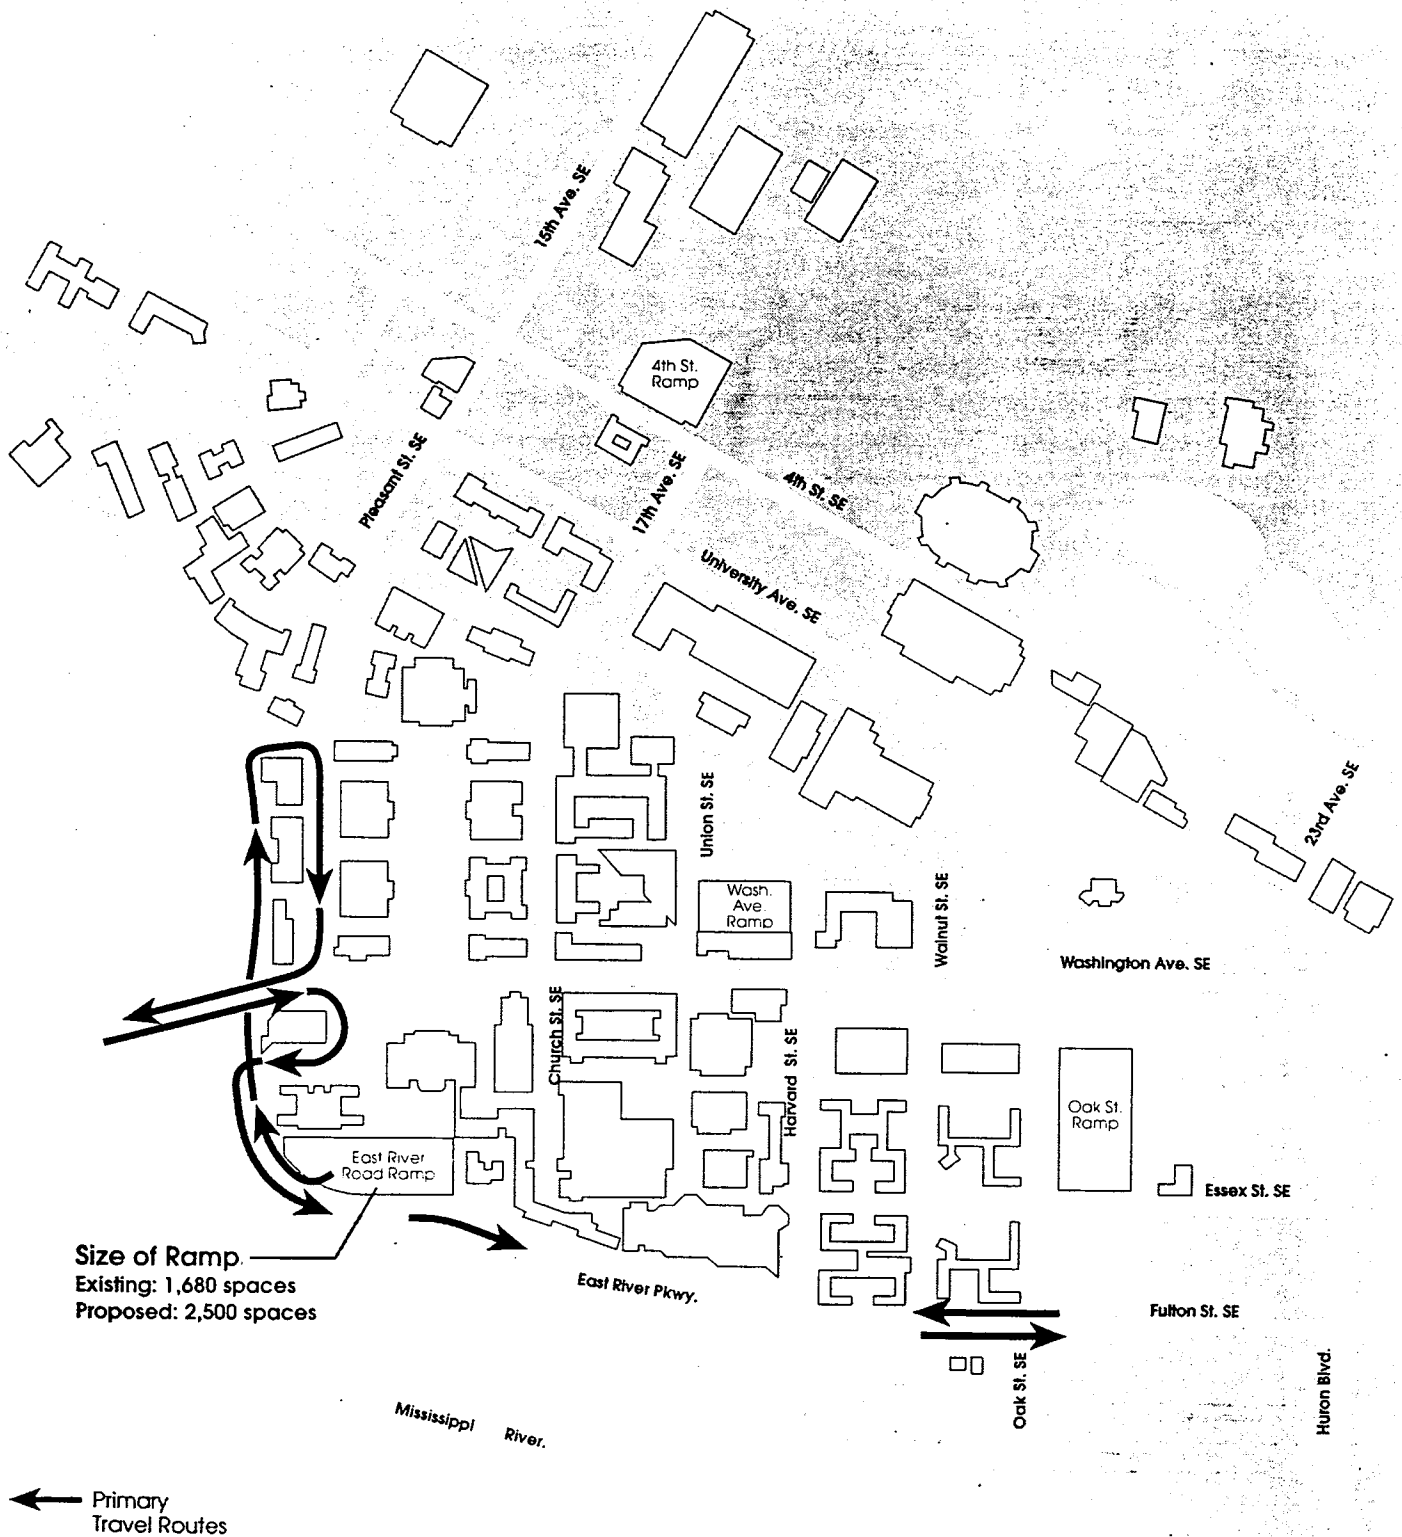 15th Ave. SE
4th St.
Ramp
Pleasant St. SE
17th Ave. SE
4th St. SE
University Ave. SE
Union St. SE
23rd Ave. SE
Wash.
Ave.
Ramp
Walnut St. SE
Washington Ave. SE
Church St. SE
Harvard St. SE
Oak St.
Ramp
East River
Road Ramp
Essex St. SE
Size of Ramp
Existing: 1,680 spaces
Proposed: 2,500 spaces
East River Pkwy.
Fulton St. SE
Oak St. SE
Huron Blvd.
Mississippi River.
Primary
Travel Routes